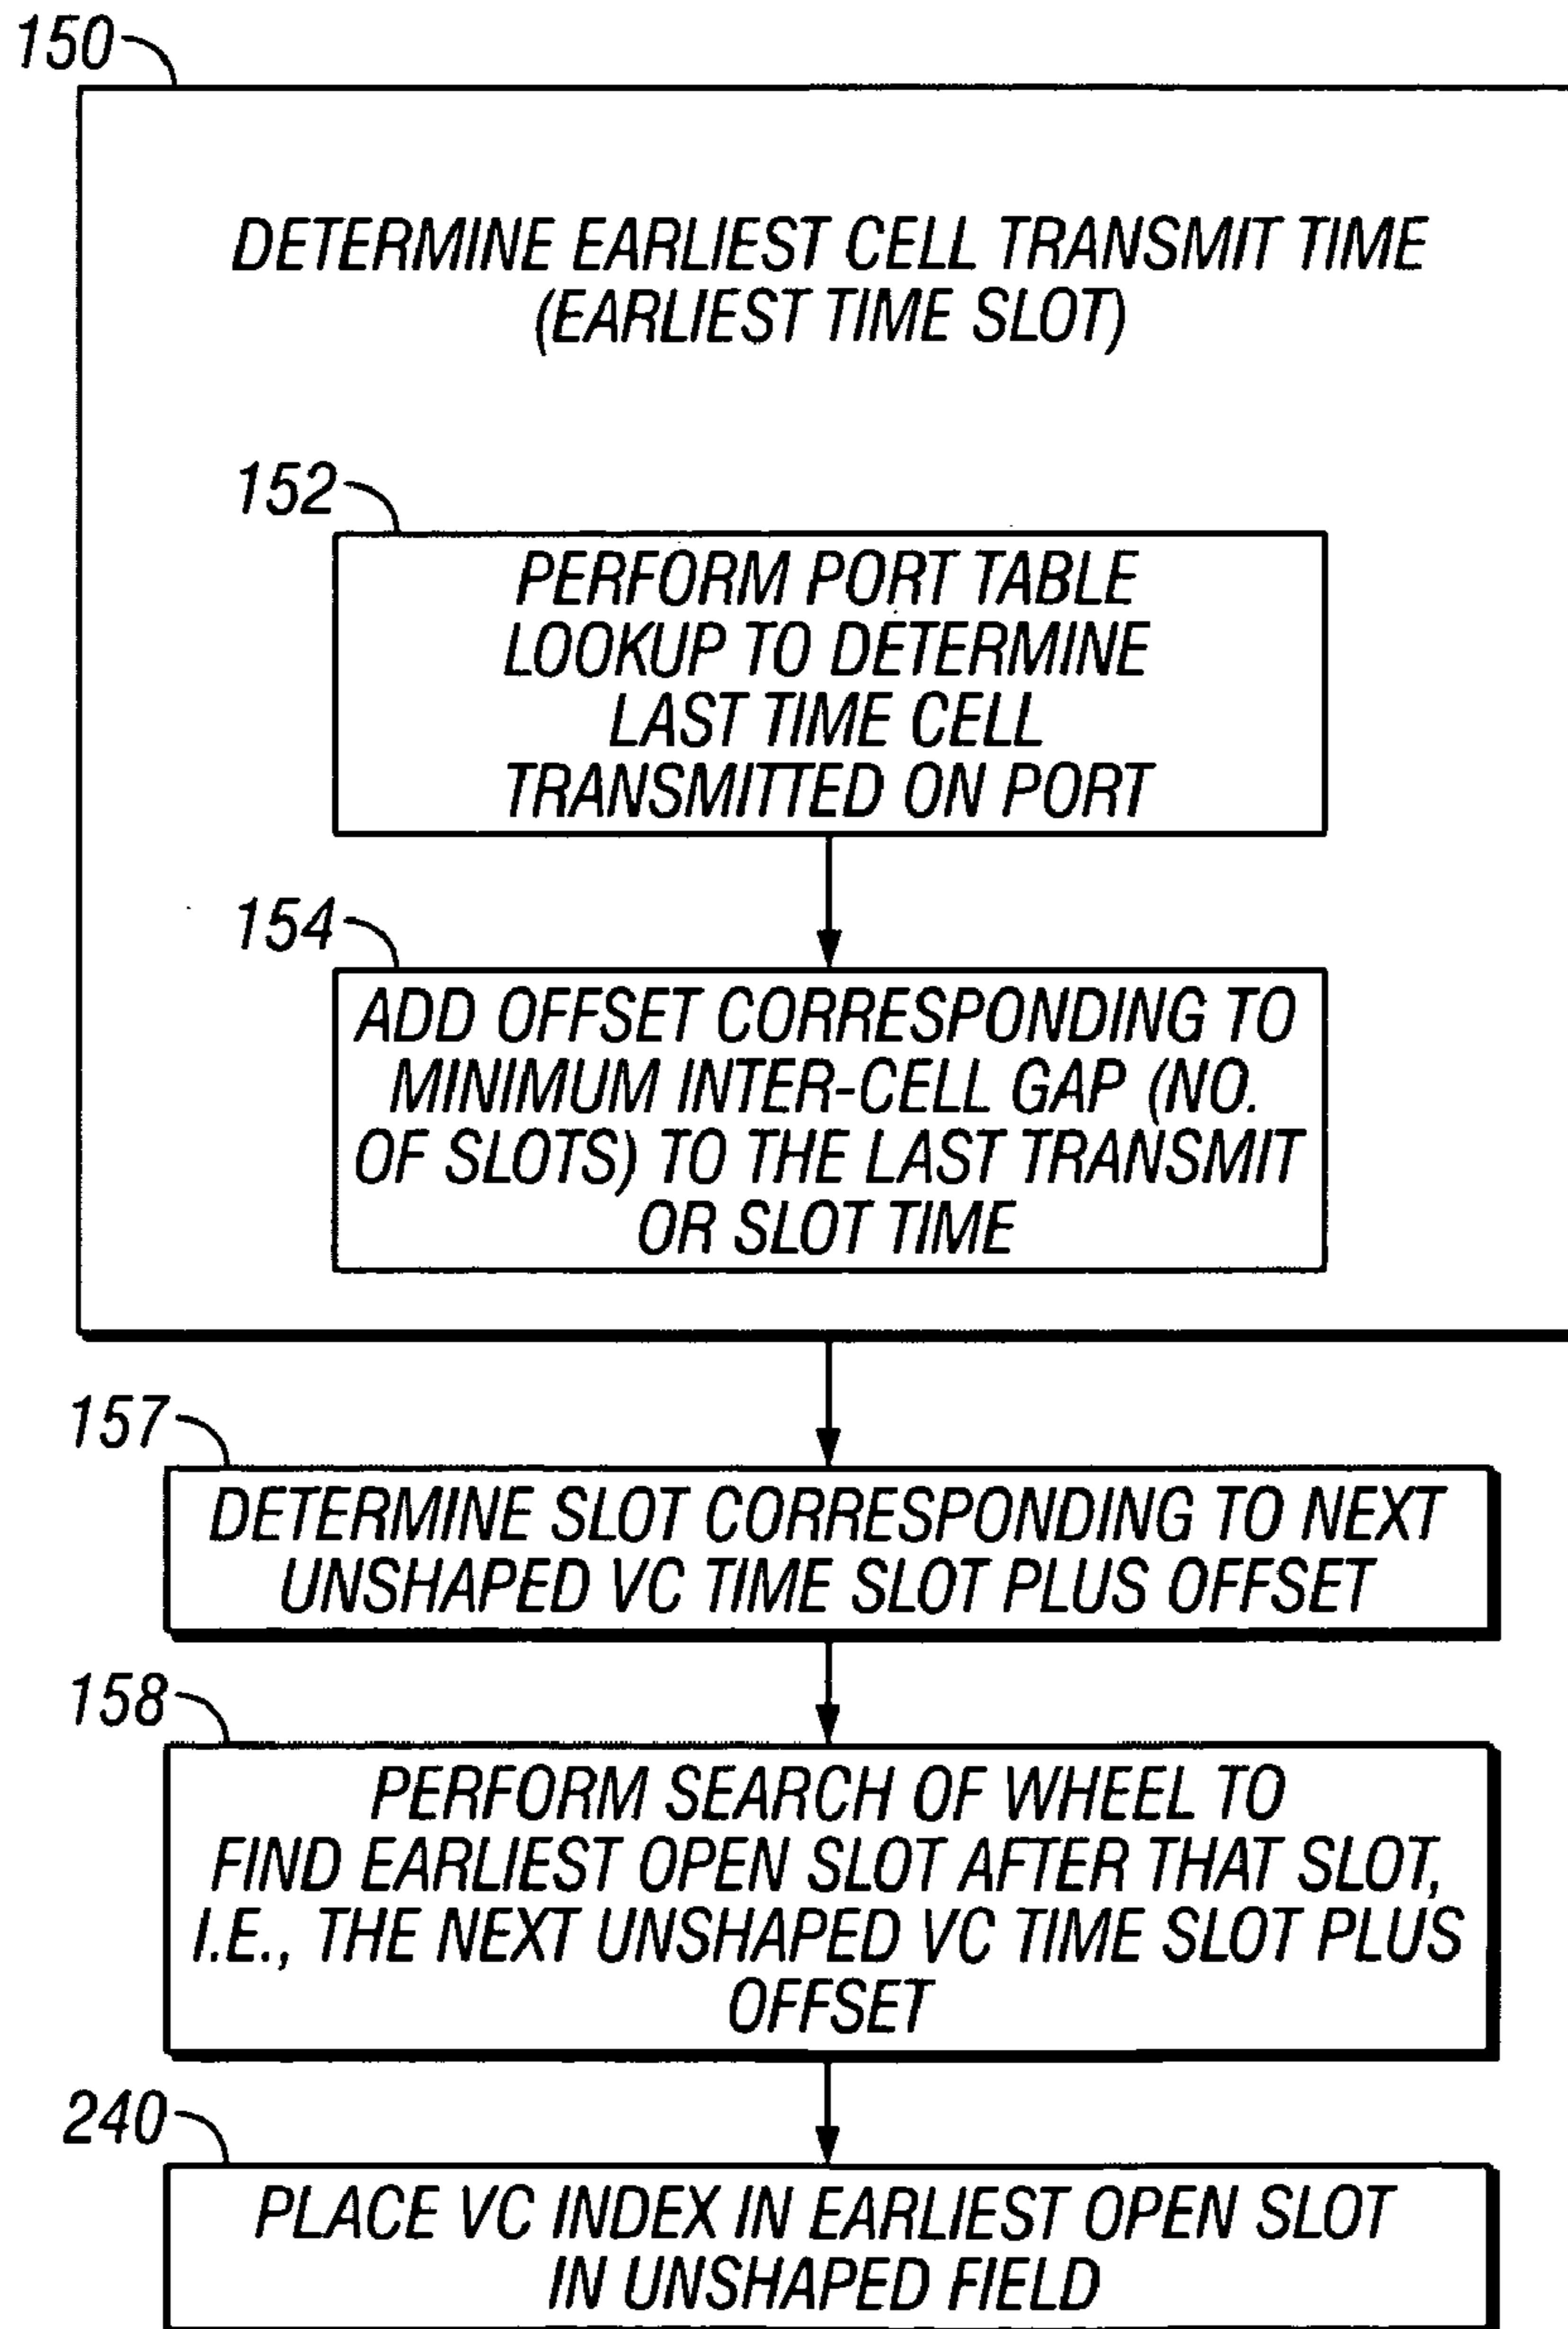 150
DETERMINE EARLIEST CELL TRANSMIT TIME
(EARLIEST TIME SLOT)
152
PERFORM PORT TABLE
LOOKUP TO DETERMINE
LAST TIME CELL
TRANSMITTED ON PORT
154
ADD OFFSET CORRESPONDING TO
MINIMUM INTER-CELL GAP (NO.
OF SLOTS) TO THE LAST TRANSMIT
OR SLOT TIME
157
DETERMINE SLOT CORRESPONDING TO NEXT
UNSHAPED VC TIME SLOT PLUS OFFSET
158
PERFORM SEARCH OF WHEEL TO
FIND EARLIEST OPEN SLOT AFTER THAT SLOT,
I.E., THE NEXT UNSHAPED VC TIME SLOT PLUS
OFFSET
240
PLACE VC INDEX IN EARLIEST OPEN SLOT
IN UNSHAPED FIELD